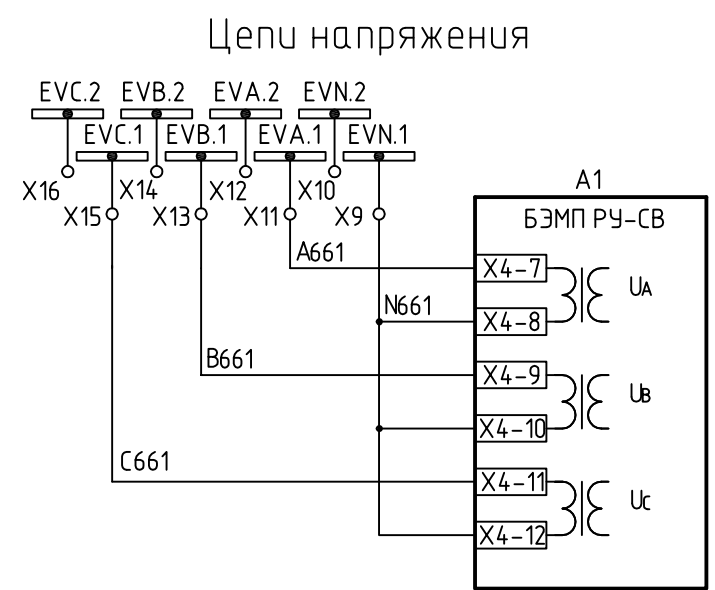 Цепи напряжения
EVC.2 EVB.2 EVA.2 EVN.2
EVC.1 EVB.1 EVA.1 EVN.1
X16 X14 X12 X10
X15 X13 X11 X9
A1
БЭМП РУ-СВ
A661
X4-7
UA
N661
X4-8
B661
X4-9
UB
X4-10
C661
X4-11
UC
X4-12